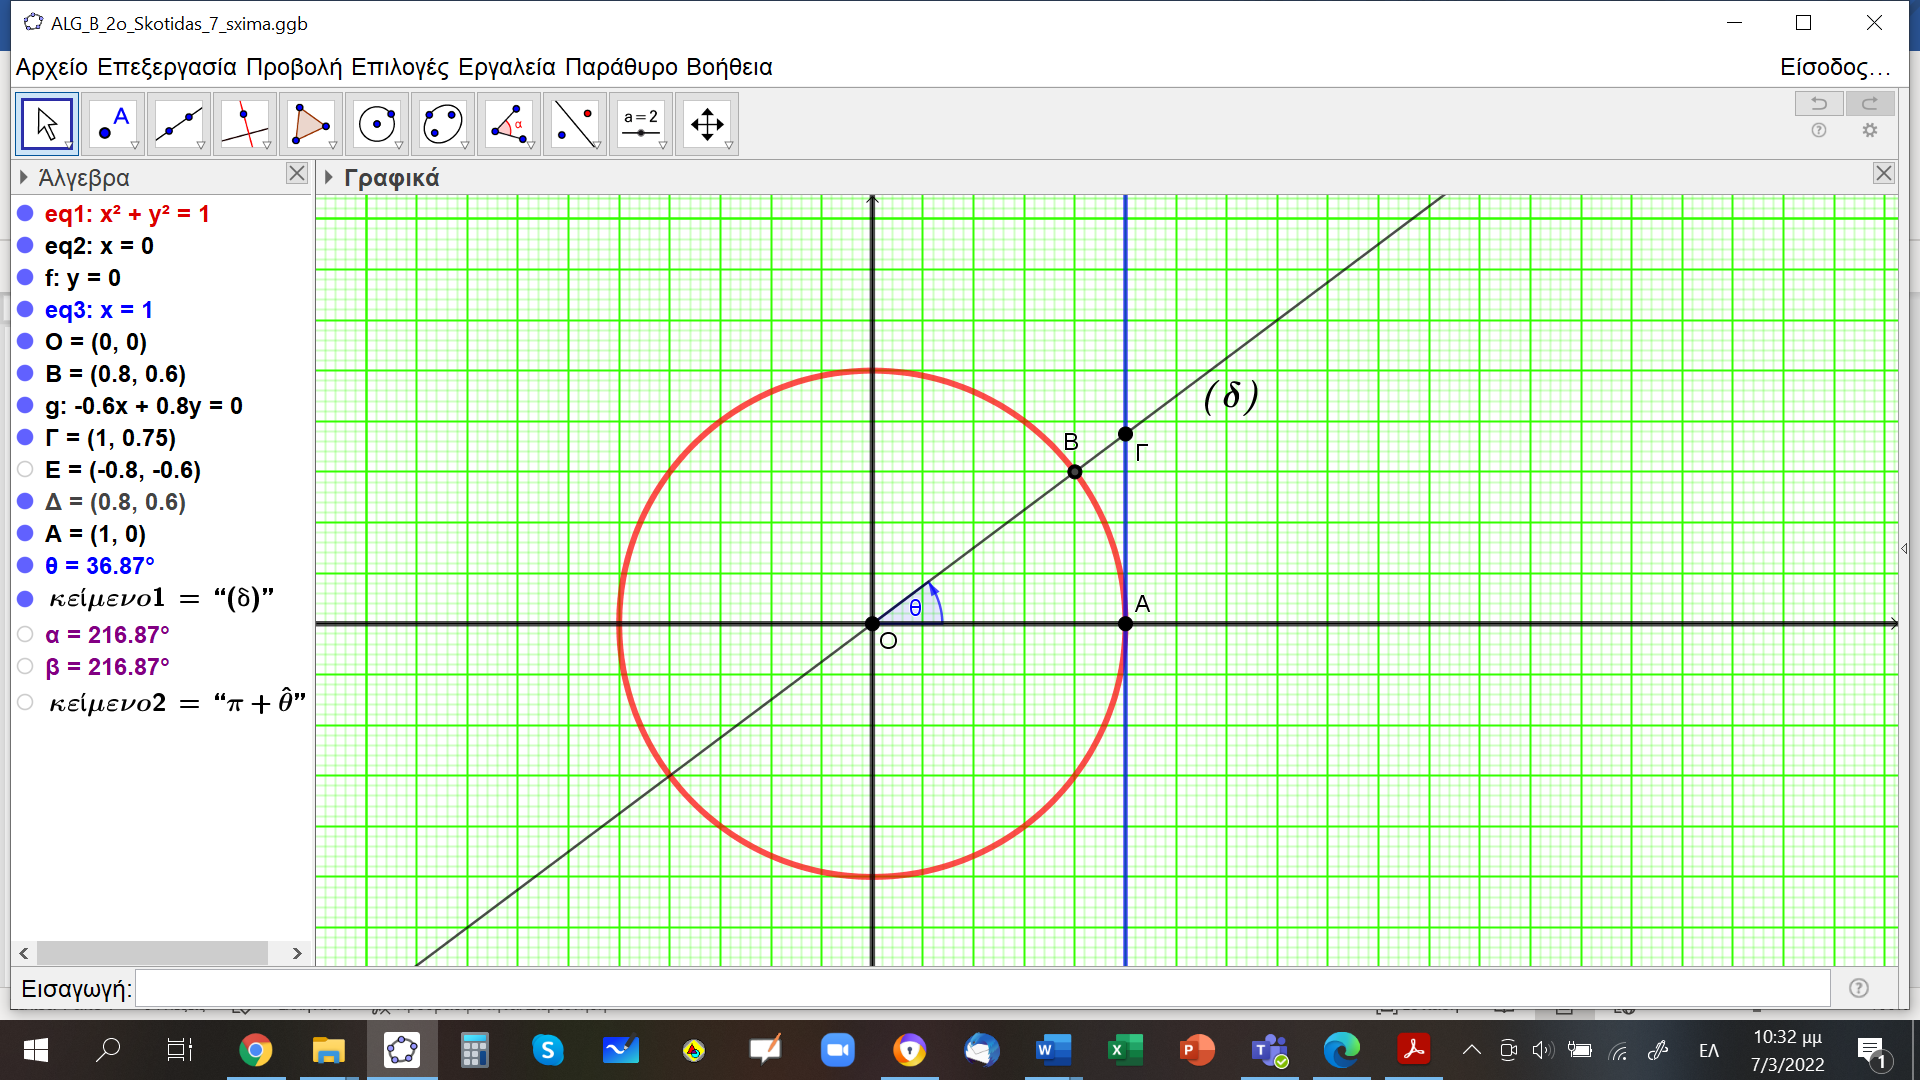 ALG_B_2o_Skotidas_7_sxima.ggb
Αρχείο Επεξεργασία Προβολή Επιλογές Εργαλεία Παράθυρο Βοήθεια
Είσοδος…
A
α
a = 2
Άλγεβρα
Γραφικά
eq1: x² + y² = 1
eq2: x = 0
f: y = 0
eq3: x = 1
Ο = (0, 0)
Β = (0.8, 0.6)
g: -0.6x + 0.8y = 0
Γ = (1, 0.75)
Ε = (-0.8, -0.6)
Δ = (0.8, 0.6)
Α = (1, 0)
θ = 36.87°
κείμενο1 = “(δ)”
α = 216.87°
β = 216.87°
κείμενο2 = “π + θ̂”
(δ)
Β
Γ
θ
Α
Ο
Εισαγωγή:
ΕΛ
10:32 μμ
7/3/2022
1